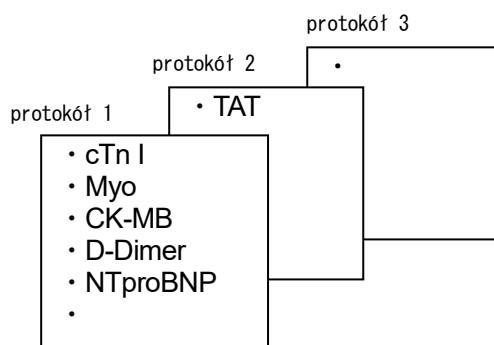 protokół 3
·
protokół 2
· TAT
protokół 1
· cTn I
· Myo
· CK-MB
· D-Dimer
· NTproBNP
·